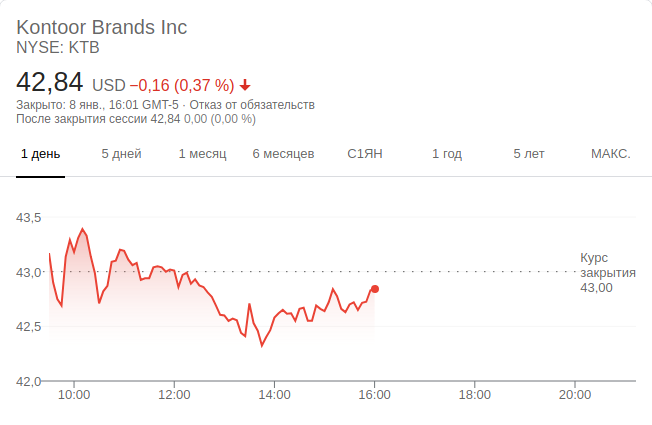 Kontoor Brands Inc
NYSE: KTB
42,84 USD −0,16 (0,37 %)
Закрыто: 8 янв., 16:01 GMT-5 · Отказ от обязательств
После закрытия сессии 42,84 0,00 (0,00 %)
1 день 5 дней 1 месяц 6 месяцев С1ЯН 1 год 5 лет МАКС.
43,5
43,0
42,5
42,0
Курс
закрытия
43,00
10:00 12:00 14:00 16:00 18:00 20:00